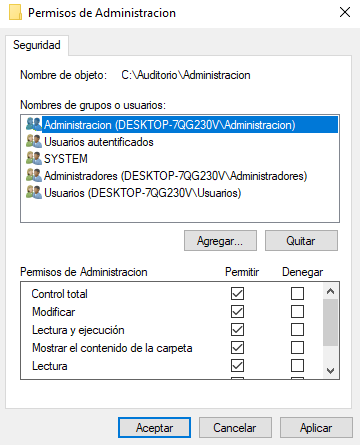 Permisos de Administracion
Seguridad
Nombre de objeto: C:\Auditorio\Administracion
Nombres de grupos o usuarios:
Administracion (DESKTOP-7QG230V\Administracion)
Usuarios autentificados
SYSTEM
Administradores (DESKTOP-7QG230V\Administradores)
Usuarios (DESKTOP-7QG230V\Usuarios)
Agregar... Quitar
Permisos de Administracion Permitir Denegar
Control total
Modificar
Lectura y ejecución
Mostrar el contenido de la carpeta
Lectura
Aceptar Cancelar Aplicar